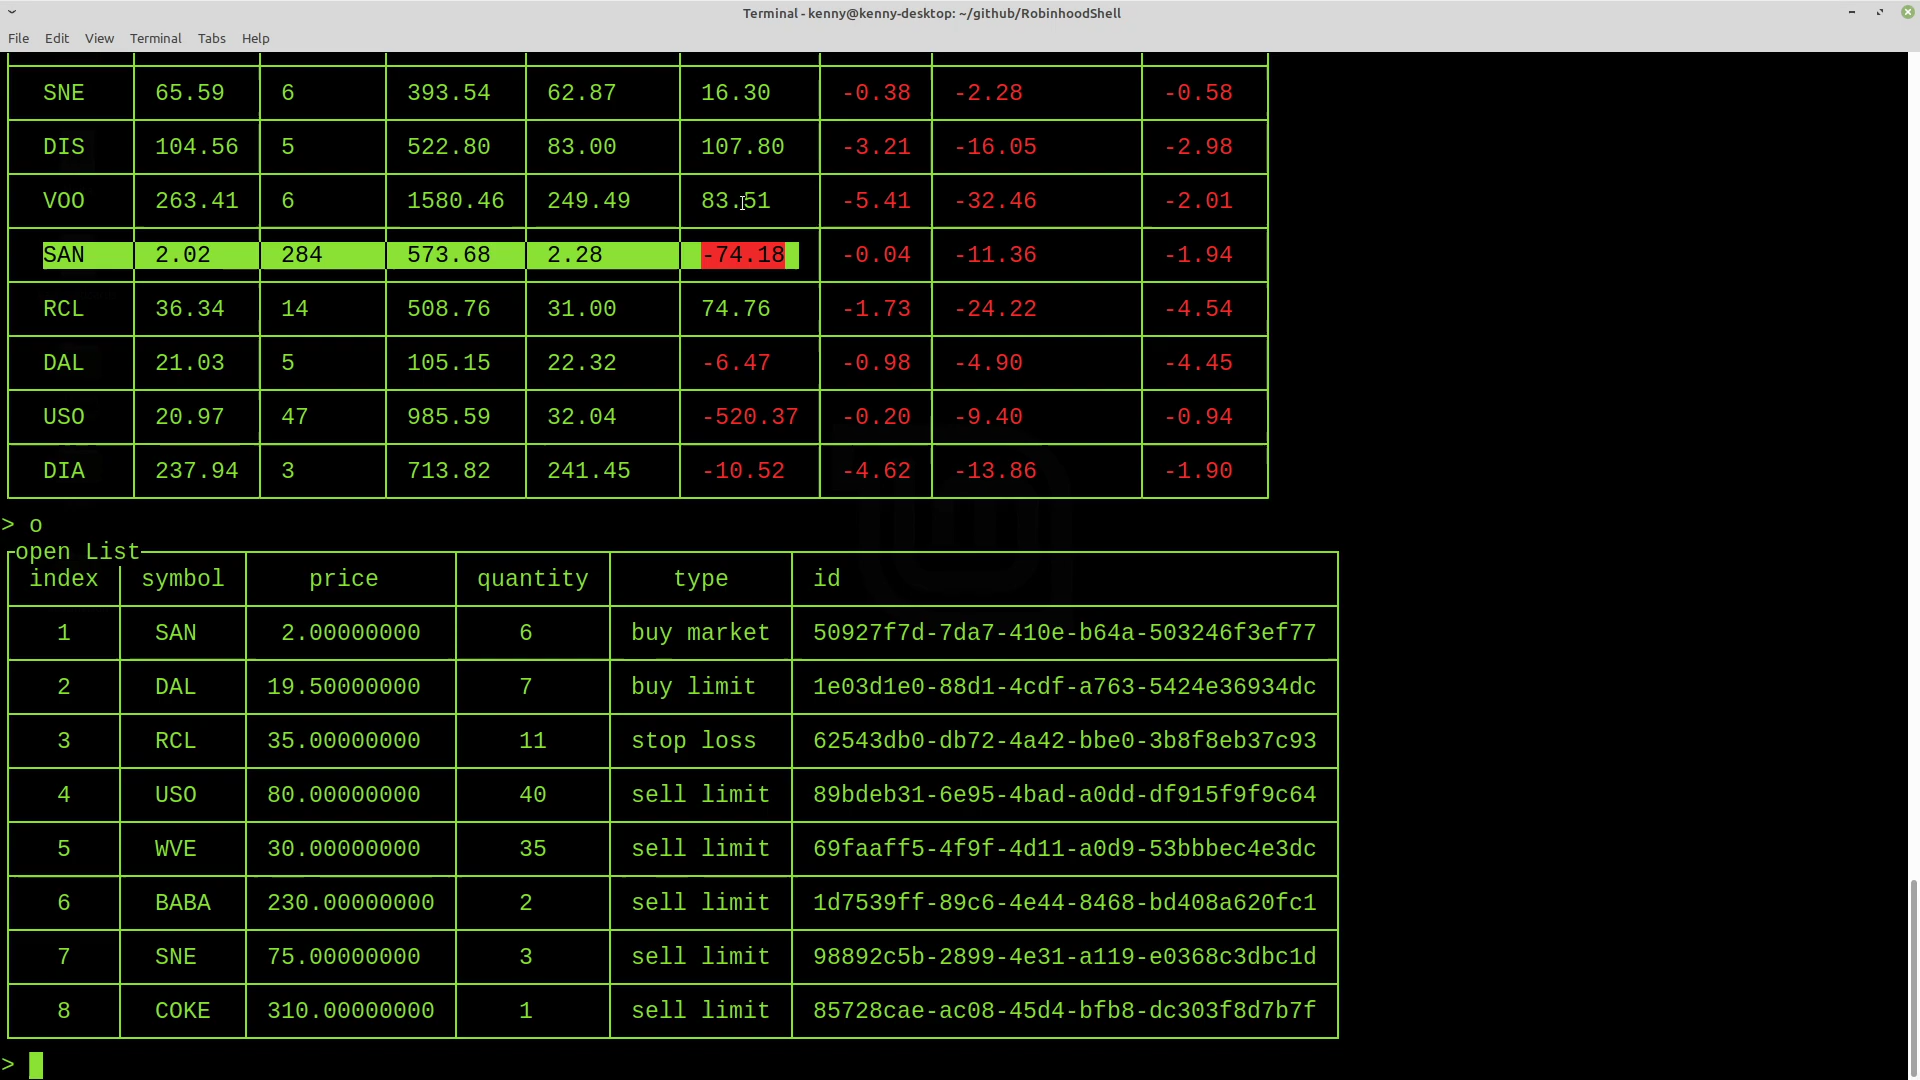 Terminal - kenny@kenny-desktop: ~/github/RobinhoodShell
File Edit View Terminal Tabs Help
SNE 65.59 6 393.54 62.87 16.30 -0.38 -2.28 -0.58
DIS 104.56 5 522.80 83.00 107.80 -3.21 -16.05 -2.98
VOO 263.41 6 1580.46 249.49 83.51 -5.41 -32.46 -2.01
SAN 2.02 284 573.68 2.28 -74.18 -0.04 -11.36 -1.94
RCL 36.34 14 508.76 31.00 74.76 -1.73 -24.22 -4.54
DAL 21.03 5 105.15 22.32 -6.47 -0.98 -4.90 -4.45
USO 20.97 47 985.59 32.04 -520.37 -0.20 -9.40 -0.94
DIA 237.94 3 713.82 241.45 -10.52 -4.62 -13.86 -1.90
> o
open List
index symbol price quantity type id
1 SAN 2.00000000 6 buy market 50927f7d-7da7-410e-b64a-503246f3ef77
2 DAL 19.50000000 7 buy limit 1e03d1e0-88d1-4cdf-a763-5424e36934dc
3 RCL 35.00000000 11 stop loss 62543db0-db72-4a42-bbe0-3b8f8eb37c93
4 USO 80.00000000 40 sell limit 89bdeb31-6e95-4bad-a0dd-df915f9f9c64
5 WVE 30.00000000 35 sell limit 69faaff5-4f9f-4d11-a0d9-53bbbec4e3dc
6 BABA 230.00000000 2 sell limit 1d7539ff-89c6-4e44-8468-bd408a620fc1
7 SNE 75.00000000 3 sell limit 98892c5b-2899-4e31-a119-e0368c3dbc1d
8 COKE 310.00000000 1 sell limit 85728cae-ac08-45d4-bfb8-dc303f8d7b7f
>